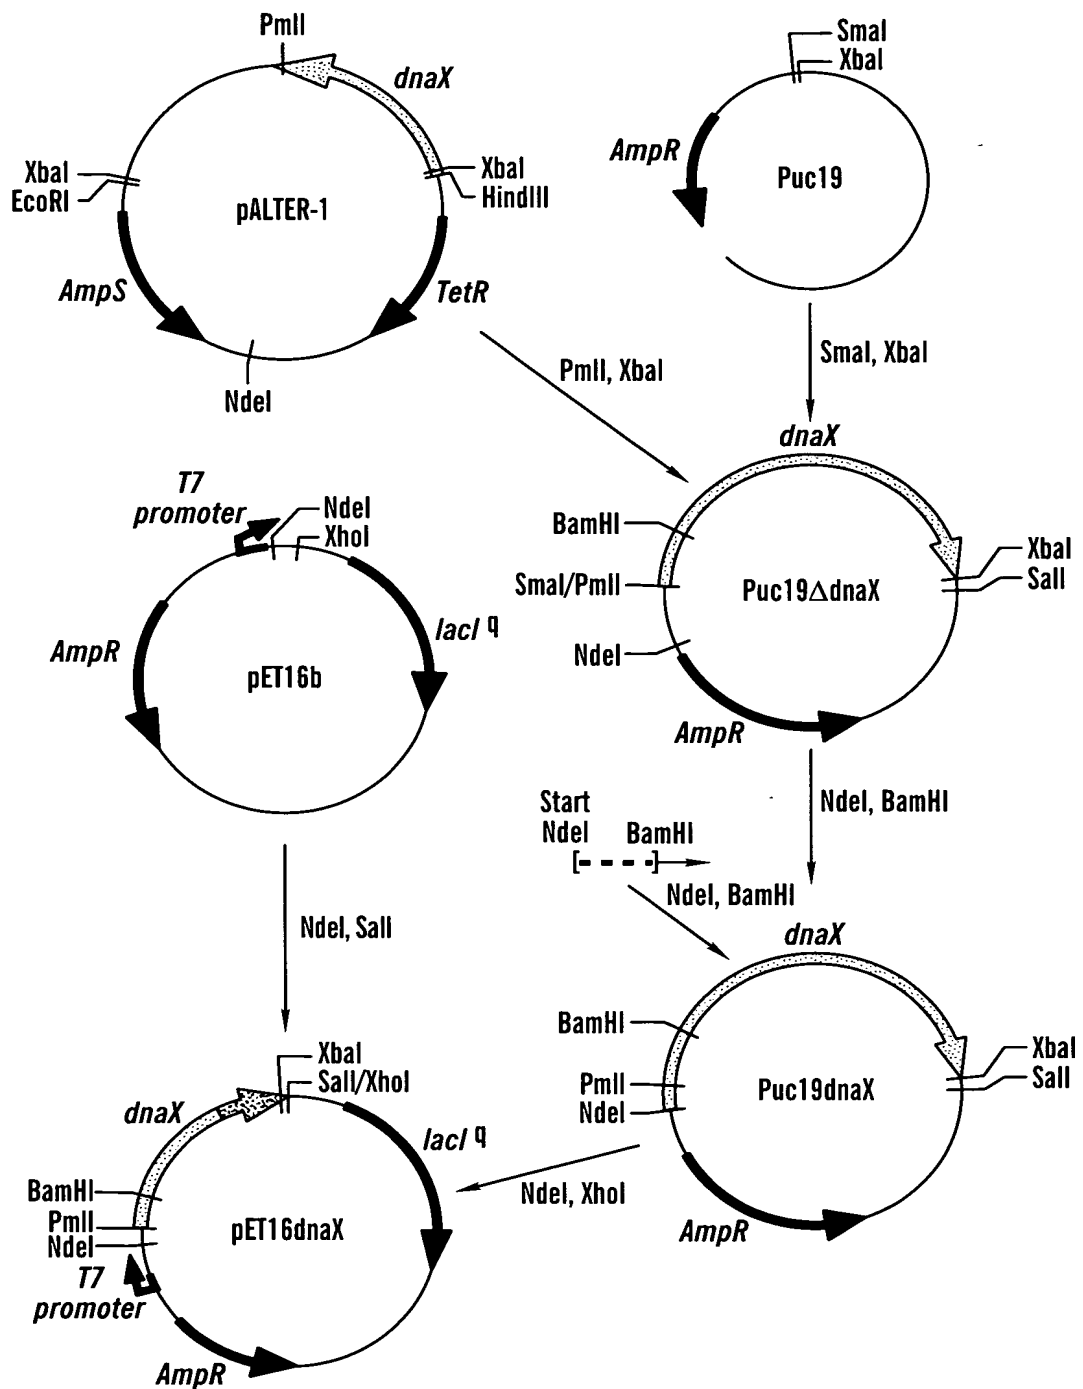 PmlI
dnaX
XbaI
EcoRI
XbaI
HindIII
pALTER-1
AmpS
TetR
NdeI
SmaI
XbaI
AmpR
Puc19
PmlI, XbaI
SmaI, XbaI
T7
promoter
NdeI
XhoI
AmpR
lacI q
pET16b
dnaX
BamHI
SmaI/PmlI
NdeI
XbaI
SalI
Puc19ΔdnaX
AmpR
NdeI, BamHI
Start
NdeI
BamHI
NdeI, BamHI
NdeI, SalI
dnaX
BamHI
PmlI
NdeI
XbaI
SalI
Puc19dnaX
AmpR
NdeI, XhoI
XbaI
SalI/XhoI
dnaX
lacI q
BamHI
PmlI
NdeI
pET16dnaX
T7
promoter
AmpR